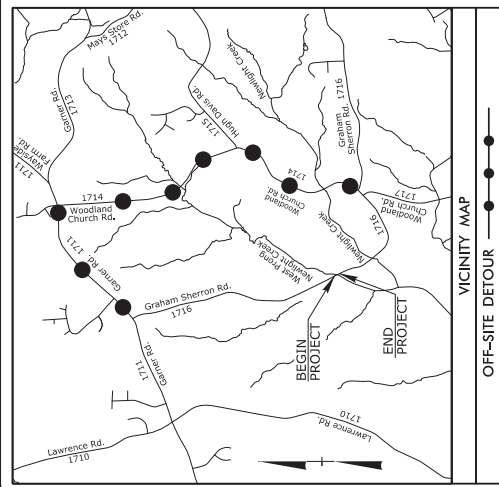 Mays Store Rd.
1712
Garner Rd.
1713
Wayside
Farm Rd.
1711
1714
Woodland
Church Rd.
1711
Garner Rd.
Hugh Davis Rd.
1715
Newlight Creek
Graham
Sherron Rd.
1716
Woodland
Church Rd.
1714
Newlight Creek
1717
Woodland
Church Rd.
1716
West Prong
Newlight Creek
Graham Sherron Rd.
1716
Garner Rd.
1711
BEGIN
PROJECT
END
PROJECT
Lawrence Rd.
1710
1710
Lawrence Rd.
VICINITY MAP
OFF-SITE DETOUR